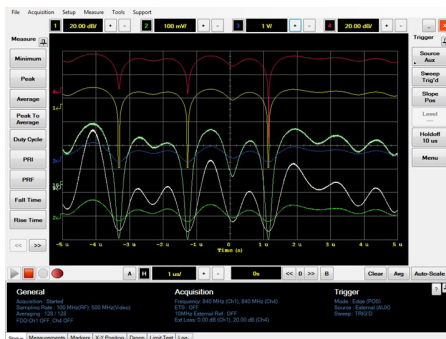 File Acquisition Setup Measure Tools Support
1 20.00 dB/ + - 2 100 mV/ + - 3 1 V/ + - 4 20.00 dB/ + -
Measure
Minimum
Peak
Average
Peak To
Average
Duty Cycle
PRI
PRF
Fall Time
Rise Time
<< >>
Trigger
Source
Aux
Sweep
Trig'd
Slope
Pos
Level
Holdoff
10 us
Menu
-5 u -4 u -3 u -2 u -1 u 0 u 1 u 2 u 3 u 4 u 5 u
Time (s)
A H 1 us/ + - 0s << 0 >> B Clear Avg Auto-Scale
General
Acquisition : Started
Sampling Rate : 100 MHz(RF); 500 MHz(Video)
Averaging : 128 / 128
FDO:Ch1 OFF, Ch4 OFF
Acquisition
Frequency: 840 MHz (Ch1), 840 MHz (Ch4)
ETS : OFF
10MHz External Ref: OFF
Ext Loss: 0.00 dB (Ch1), 20.00 dB (Ch4)
Trigger
Mode : Edge (POS)
Source : External (AUX)
Sweep : TRIG'D
Status Measurements Markers X-Y Position Droop Limit Test Log